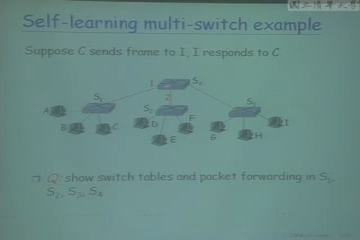 Self-learning multi-switch example
Suppose C sends frame to I, I responds to C
1
S₄
2
S₁
S₂
S₃
A
B
C
D
E
F
G
H
I
Q: show switch tables and packet forwarding in S₁,
S₂, S₃, S₄